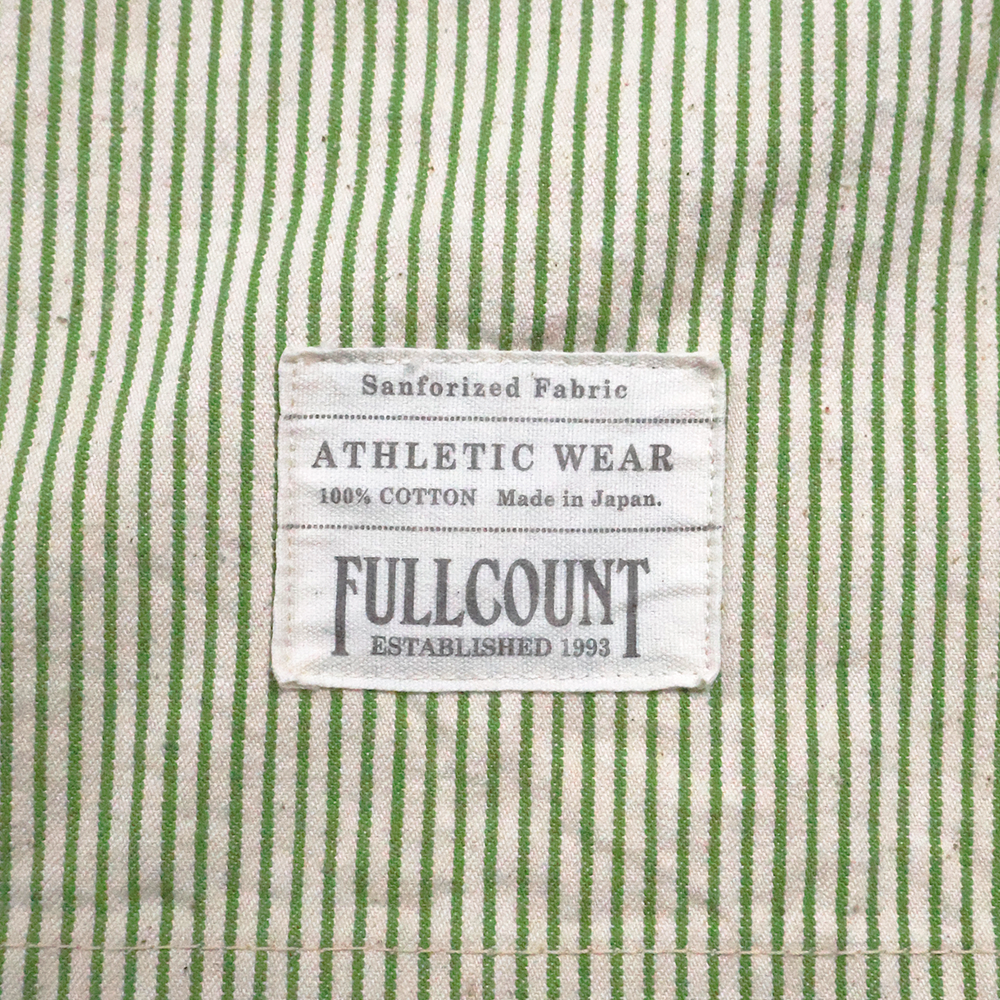 Sanforized Fabric
ATHLETIC WEAR
100% COTTON Made in Japan.
FULLCOUNT
ESTABLISHED 1993